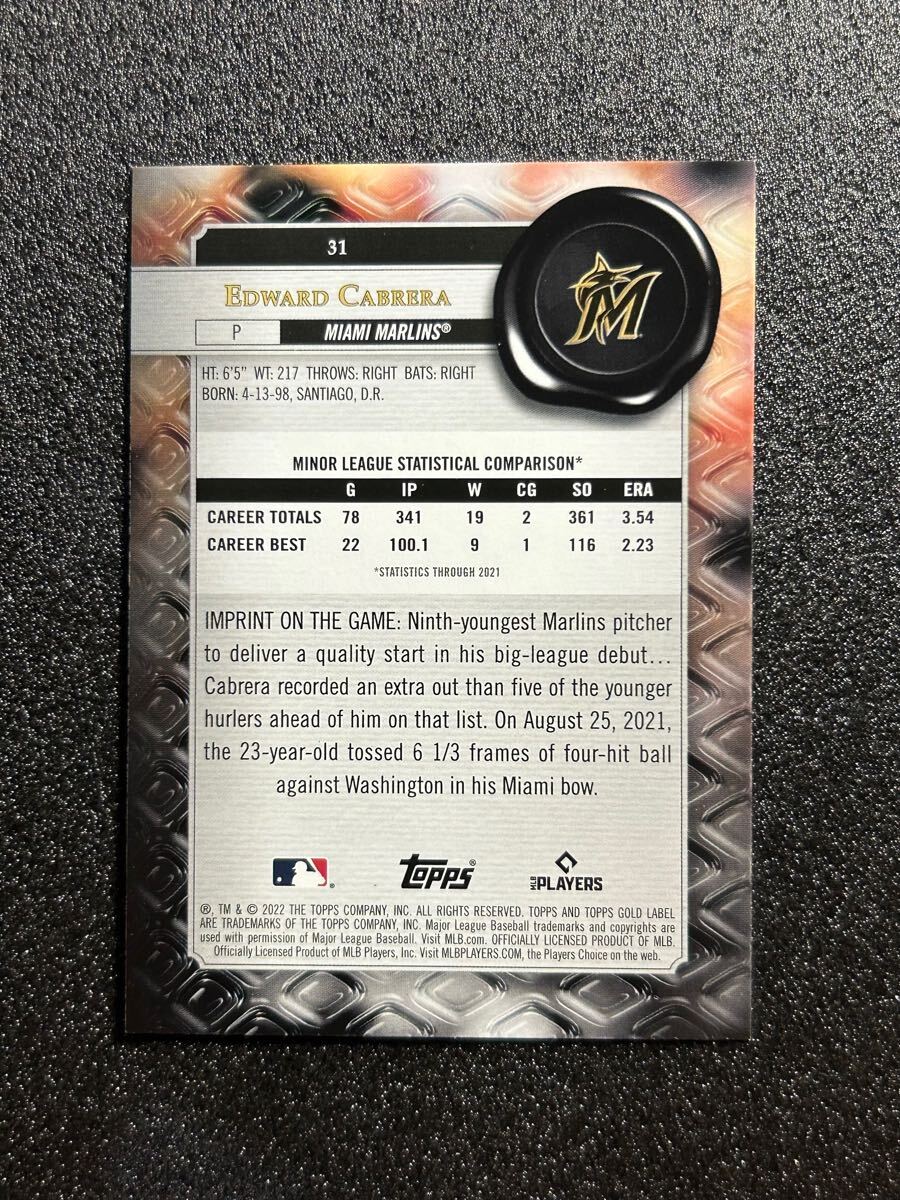 31
EDWARD CABRERA
P MIAMI MARLINS®
M
HT: 6'5" WT: 217 THROWS: RIGHT BATS: RIGHT
BORN: 4-13-98, SANTIAGO, D.R.
MINOR LEAGUE STATISTICAL COMPARISON*
G IP W CG SO ERA
CAREER TOTALS 78 341 19 2 361 3.54
CAREER BEST 22 100.1 9 1 116 2.23
*STATISTICS THROUGH 2021
IMPRINT ON THE GAME: Ninth-youngest Marlins pitcher
to deliver a quality start in his big-league debut...
Cabrera recorded an extra out than five of the younger
hurlers ahead of him on that list. On August 25, 2021,
the 23-year-old tossed 6 1/3 frames of four-hit ball
against Washington in his Miami bow.
topps® MLB PLAYERS
®, TM & © 2022 THE TOPPS COMPANY, INC. ALL RIGHTS RESERVED. TOPPS AND TOPPS GOLD LABEL
ARE TRADEMARKS OF THE TOPPS COMPANY, INC. Major League Baseball trademarks and copyrights are
used with permission of Major League Baseball. Visit MLB.com. OFFICIALLY LICENSED PRODUCT OF MLB.
Officially Licensed Product of MLB Players, Inc. Visit MLBPLAYERS.COM, the Players Choice on the web.